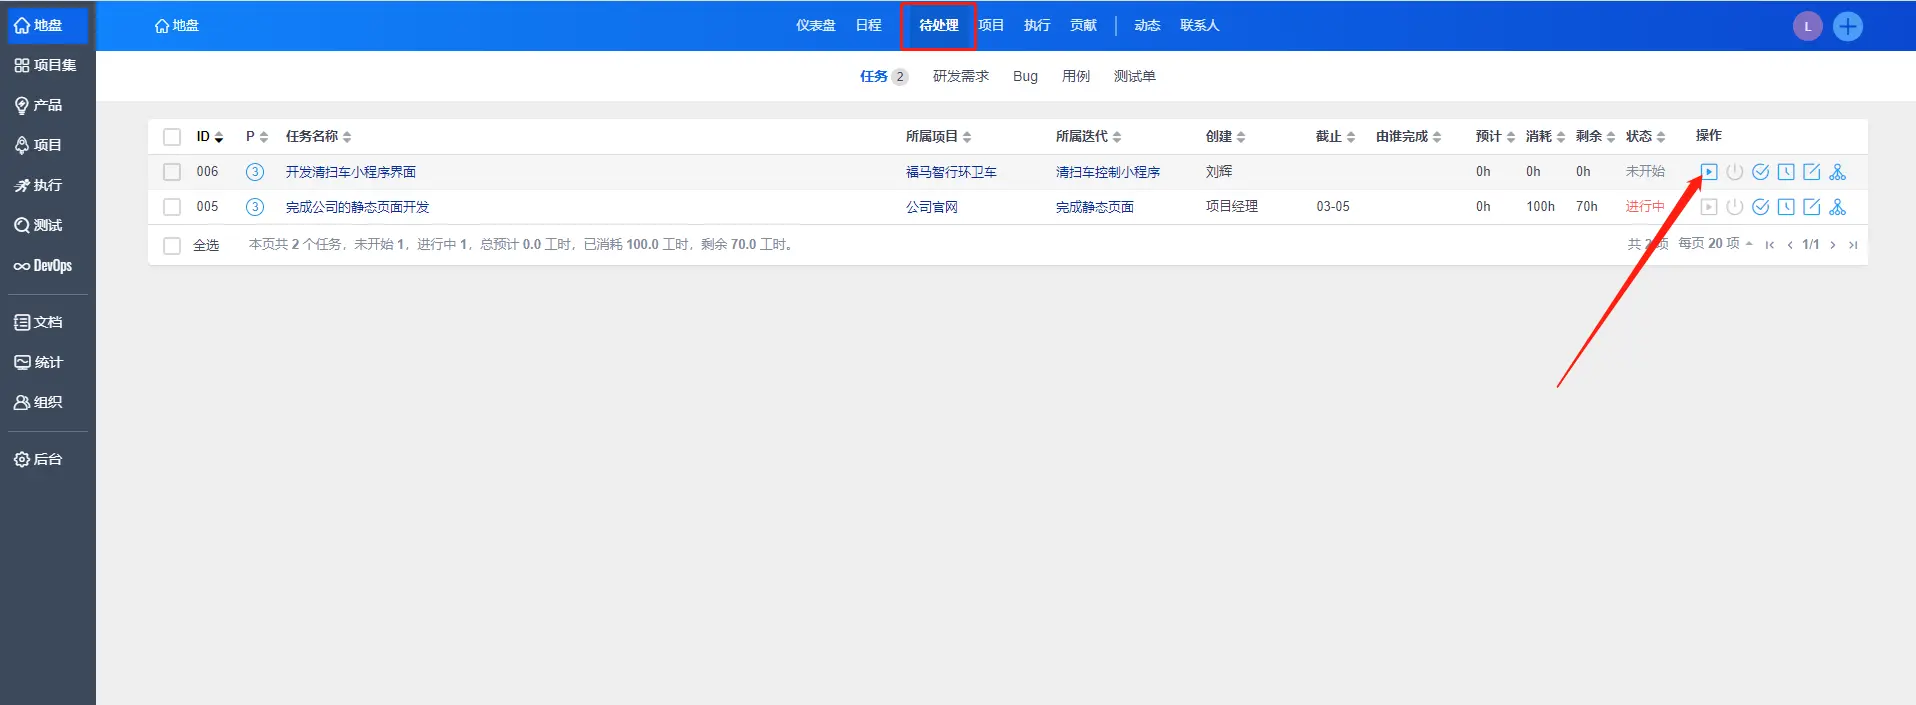 地盘
项目集
产品
项目
执行
测试
DevOps
文档
统计
组织
后台
地盘
仪表盘 日程 待处理 项目 执行 贡献 动态 联系人
L
任务 2 研发需求 Bug 用例 测试单
ID P 任务名称 所属项目 所属迭代 创建 截止 由谁完成 预计 消耗 剩余 状态 操作
006 3 开发清扫车小程序界面 福马智行环卫车 清扫车控制小程序 刘辉 0h 0h 0h 未开始
005 3 完成公司的静态页面开发 公司官网 完成静态页面 项目经理 03-05 0h 100h 70h 进行中
全选 本页共 2 个任务，未开始 1，进行中 1，总预计 0.0 工时，已消耗 100.0 工时，剩余 70.0 工时。 共 2 项 每页 20 项 1/1